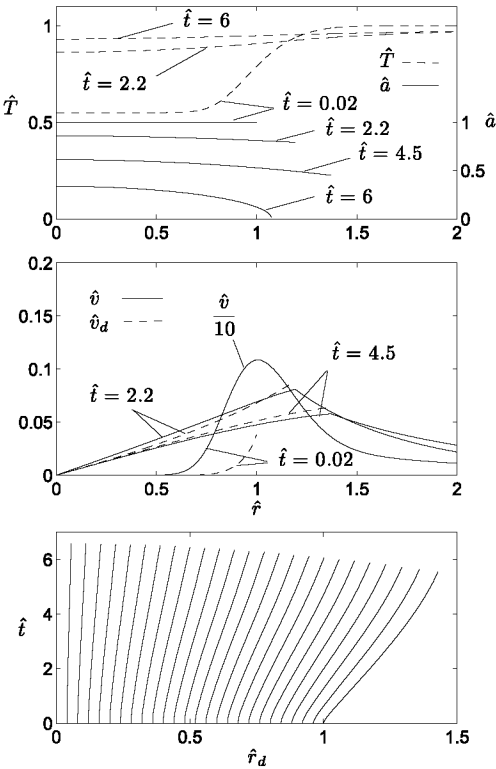 1
t̂ = 6
t̂ = 2.2
T̂
â
t̂ = 0.02
T̂ 0.5 1 â
t̂ = 2.2
t̂ = 4.5
0.5
t̂ = 6
0 0
0 0.5 1 1.5 2
0.2
v̂
v̂_d
v̂/10
0.15
t̂ = 4.5
0.1
t̂ = 2.2
0.05
t̂ = 0.02
0
0 0.5 1 1.5 2
r̂
6
4
t̂
2
0
0 0.5 1 1.5
r̂_d